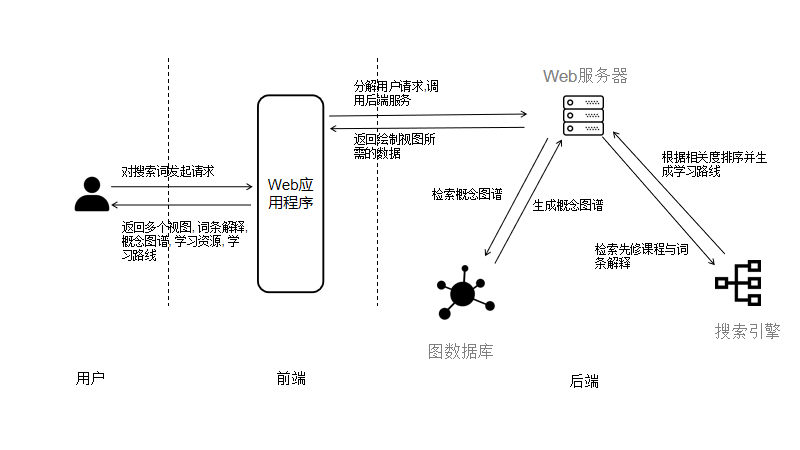 Web服务器
分解用户请求,调
用后端服务
返回绘制视图所
需的数据
根据相关度排序并生
成学习路线
对搜索词发起请求
Web应
用程序
检索概念图谱
生成概念图谱
返回多个视图, 词条解释,
概念图谱, 学习资源, 学
习路线
检索先修课程与词
条解释
搜索引擎
图数据库
用户
前端
后端